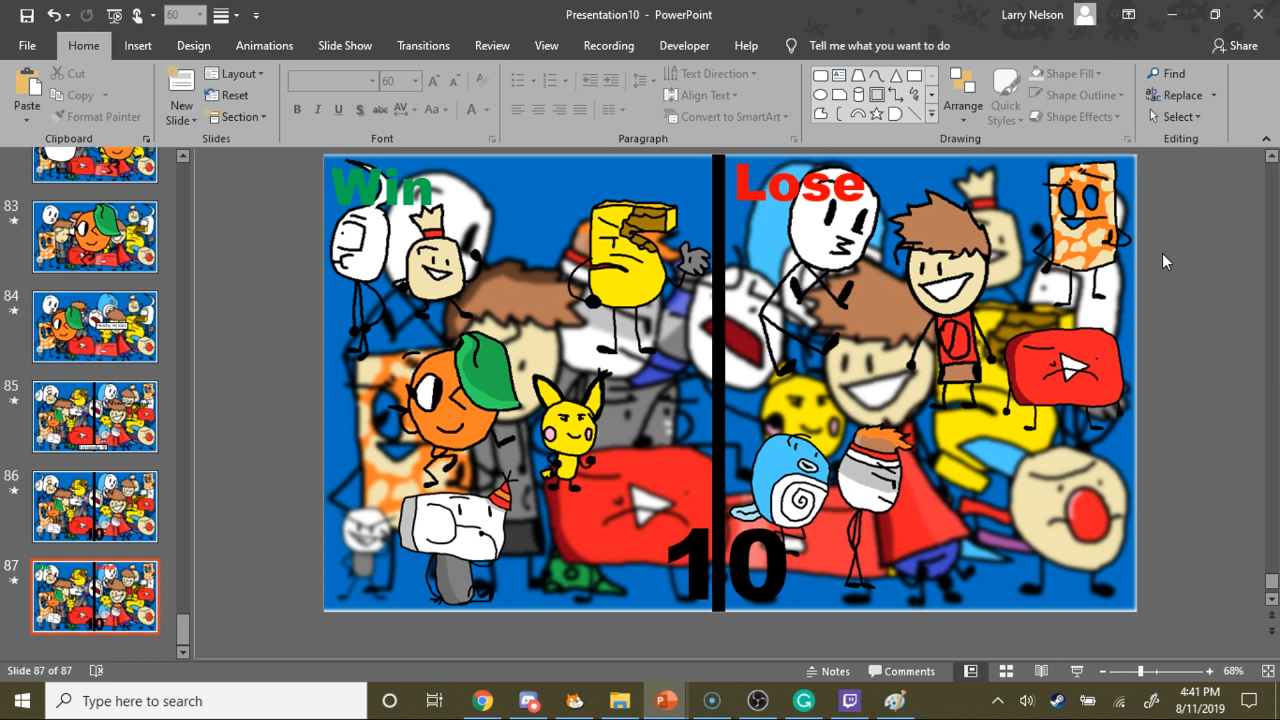 60
Presentation10 - PowerPoint
Larry Nelson
File
Home
Insert
Design
Animations
Slide Show
Transitions
Review
View
Recording
Developer
Help
Tell me what you want to do
Share
Paste
Cut
Copy
Format Painter
Clipboard
New Slide
Layout
Reset
Section
Slides
60
B I U S abc AV Aa A
Font
Text Direction
Align Text
Convert to SmartArt
Paragraph
Arrange
Quick Styles
Shape Fill
Shape Outline
Shape Effects
Drawing
Find
Replace
Select
Editing
83
84
85
86
87
Win
Lose
10
Slide 87 of 87
Notes
Comments
68%
Type here to search
4:41 PM
8/11/2019